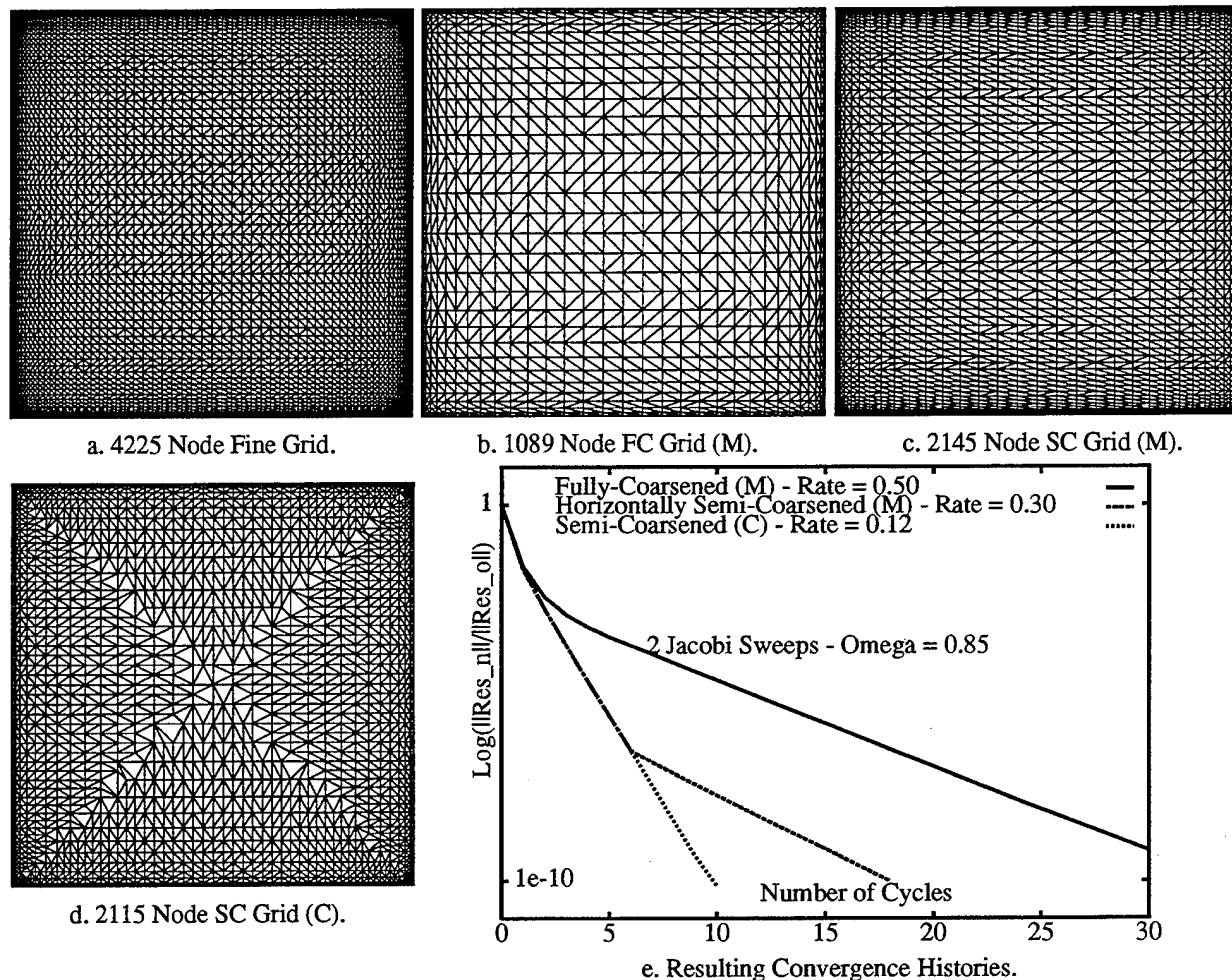 a. 4225 Node Fine Grid.
b. 1089 Node FC Grid (M).
c. 2145 Node SC Grid (M).
d. 2115 Node SC Grid (C).
Log(||Res_n||/||Res_o||)
1
1e-10
Fully-Coarsened (M) - Rate = 0.50
Horizontally Semi-Coarsened (M) - Rate = 0.30
Semi-Coarsened (C) - Rate = 0.12
2 Jacobi Sweeps - Omega = 0.85
Number of Cycles
0 5 10 15 20 25 30
e. Resulting Convergence Histories.